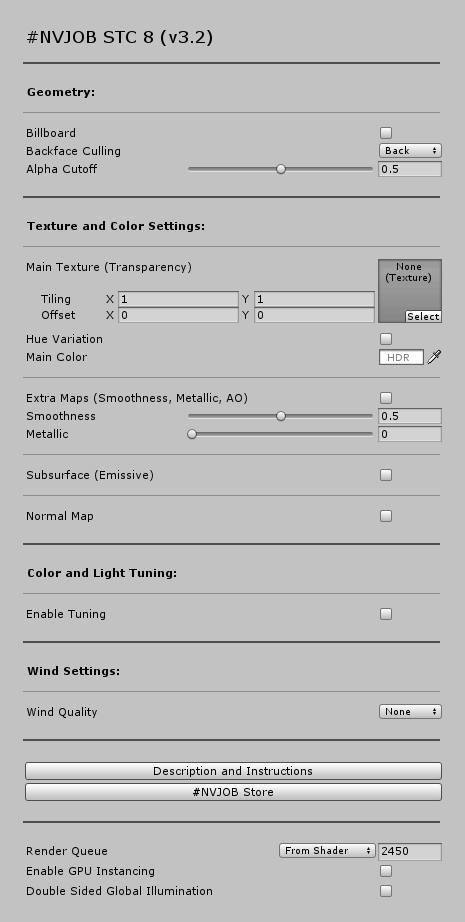 #NVJOB STC 8 (v3.2)
Geometry:
Billboard
Backface Culling Back
Alpha Cutoff 0.5
Texture and Color Settings:
Main Texture (Transparency) None
(Texture)
Tiling X 1 Y 1
Offset X 0 Y 0 Select
Hue Variation
Main Color HDR
Extra Maps (Smoothness, Metallic, AO)
Smoothness 0.5
Metallic 0
Subsurface (Emissive)
Normal Map
Color and Light Tuning:
Enable Tuning
Wind Settings:
Wind Quality None
Description and Instructions
#NVJOB Store
Render Queue From Shader 2450
Enable GPU Instancing
Double Sided Global Illumination